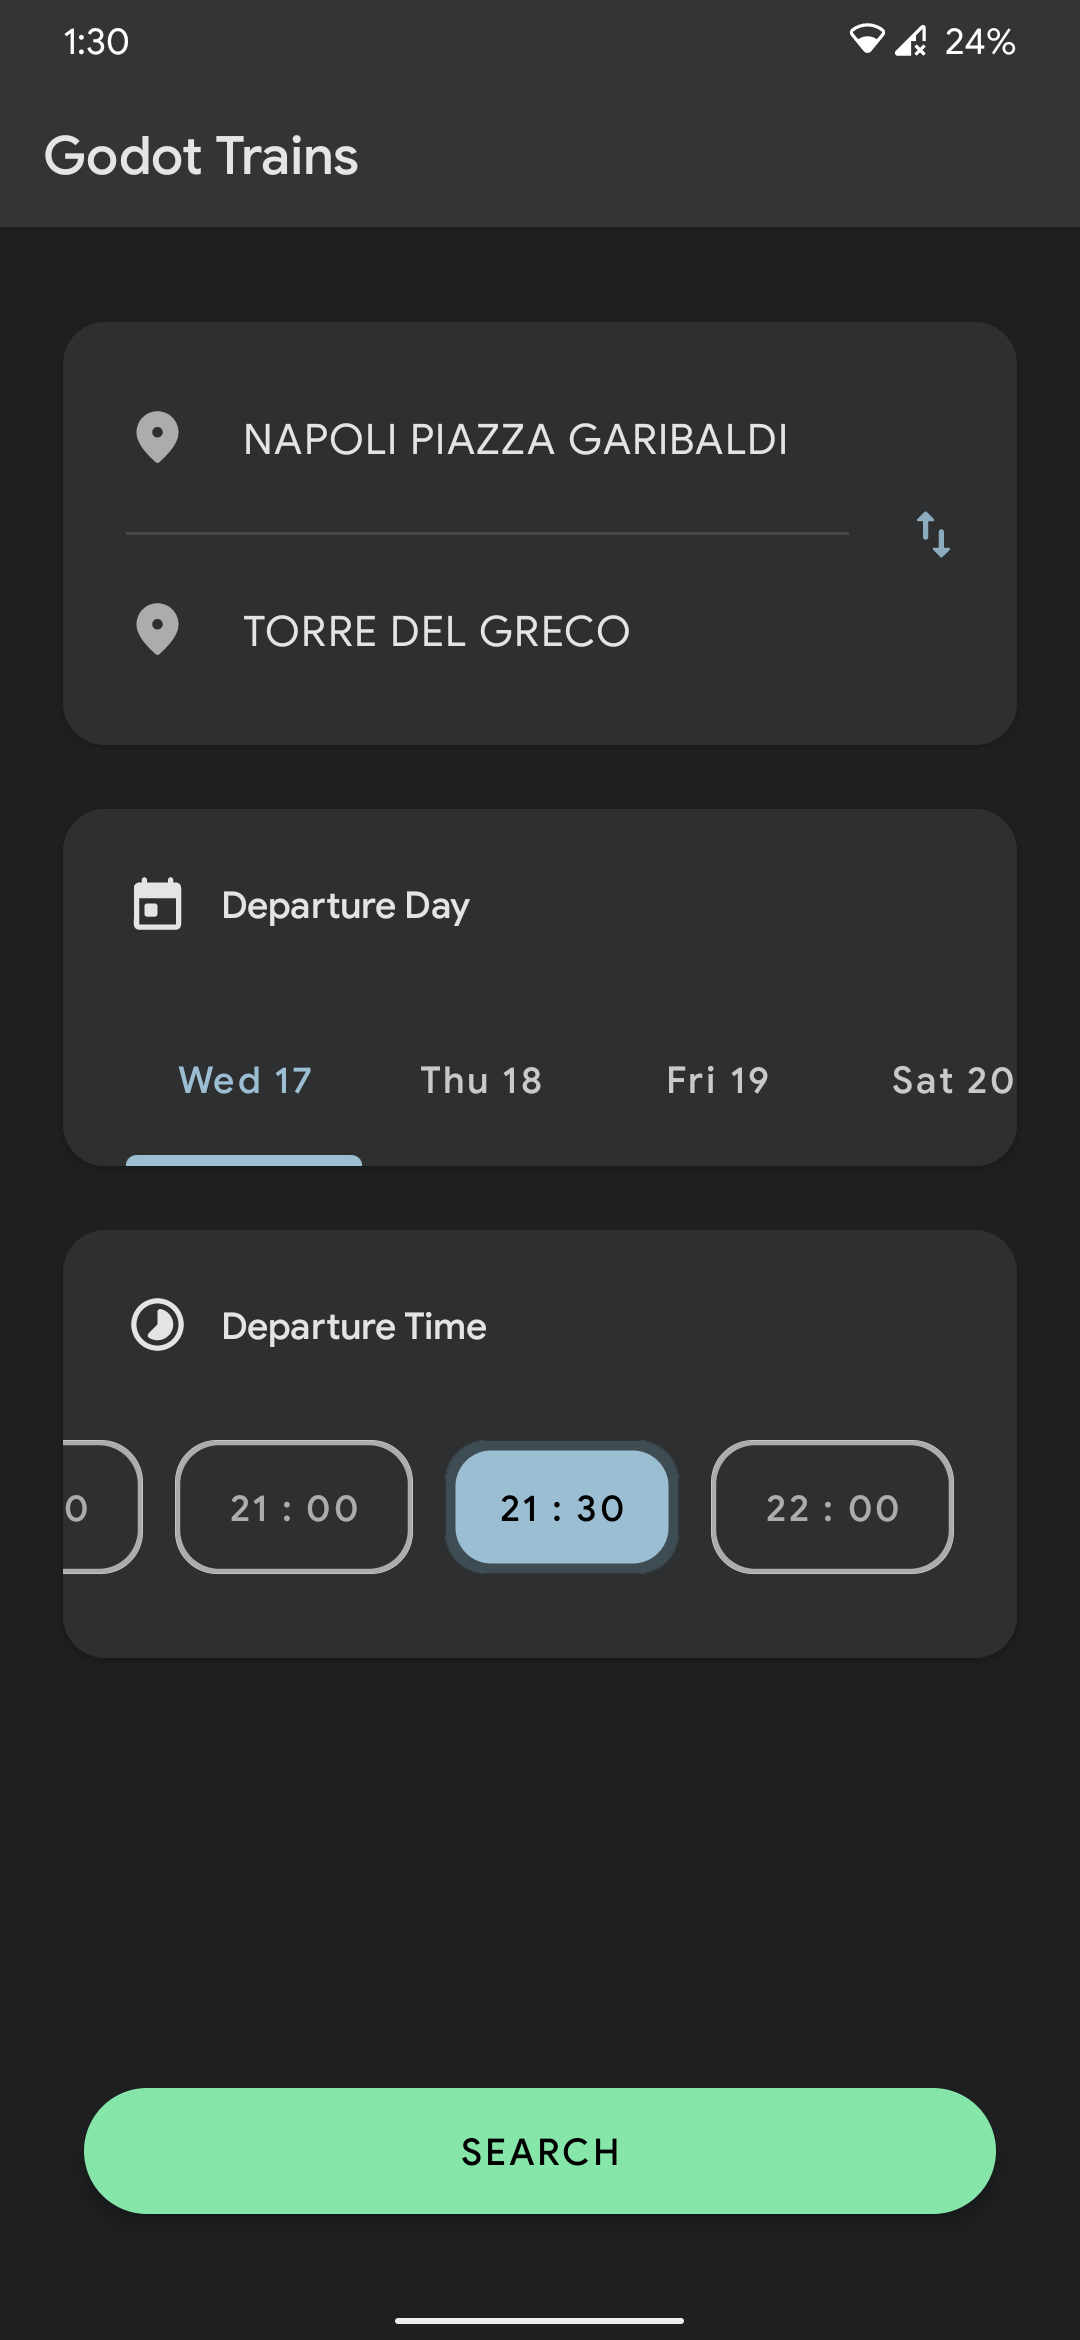 1:30 24%
Godot Trains
NAPOLI PIAZZA GARIBALDI
TORRE DEL GRECO
Departure Day
Wed 17 Thu 18 Fri 19 Sat 20
Departure Time
0 21 : 00 21 : 30 22 : 00
SEARCH